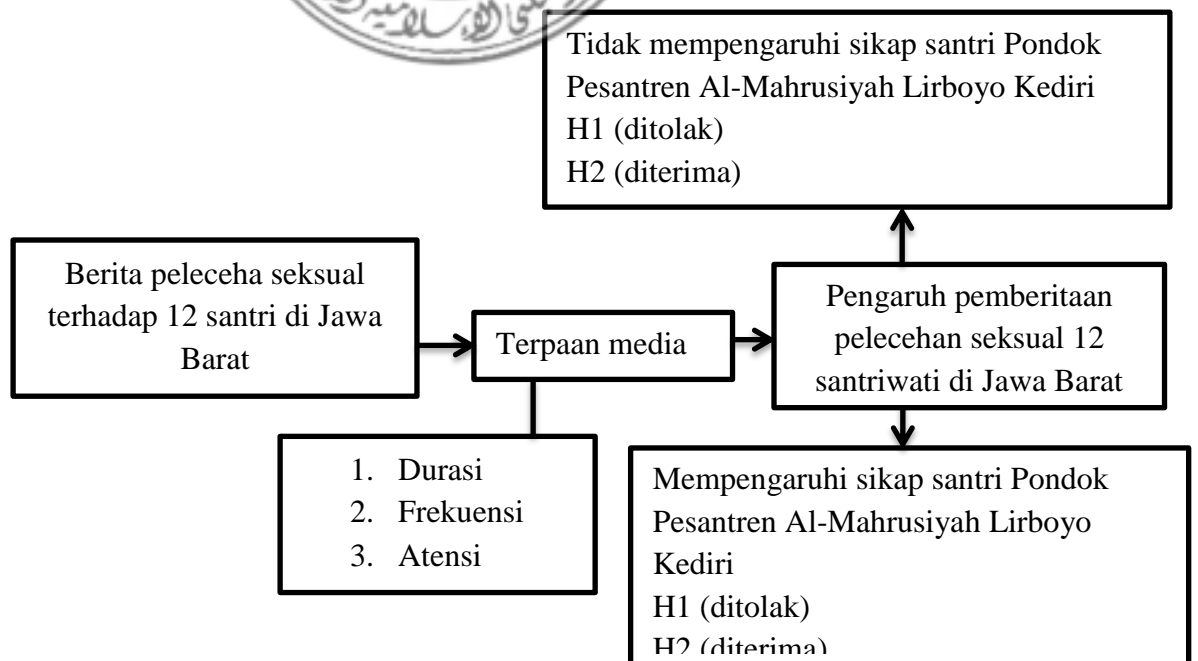 Tidak mempengaruhi sikap santri Pondok
Pesantren Al-Mahrusiyah Lirboyo Kediri
H1 (ditolak)
H2 (diterima)
Berita peleceha seksual
terhadap 12 santri di Jawa
Barat
Terpaan media
Pengaruh pemberitaan
pelecehan seksual 12
santriwati di Jawa Barat
1. Durasi
2. Frekuensi
3. Atensi
Mempengaruhi sikap santri Pondok
Pesantren Al-Mahrusiyah Lirboyo
Kediri
H1 (ditolak)
H2 (diterima)